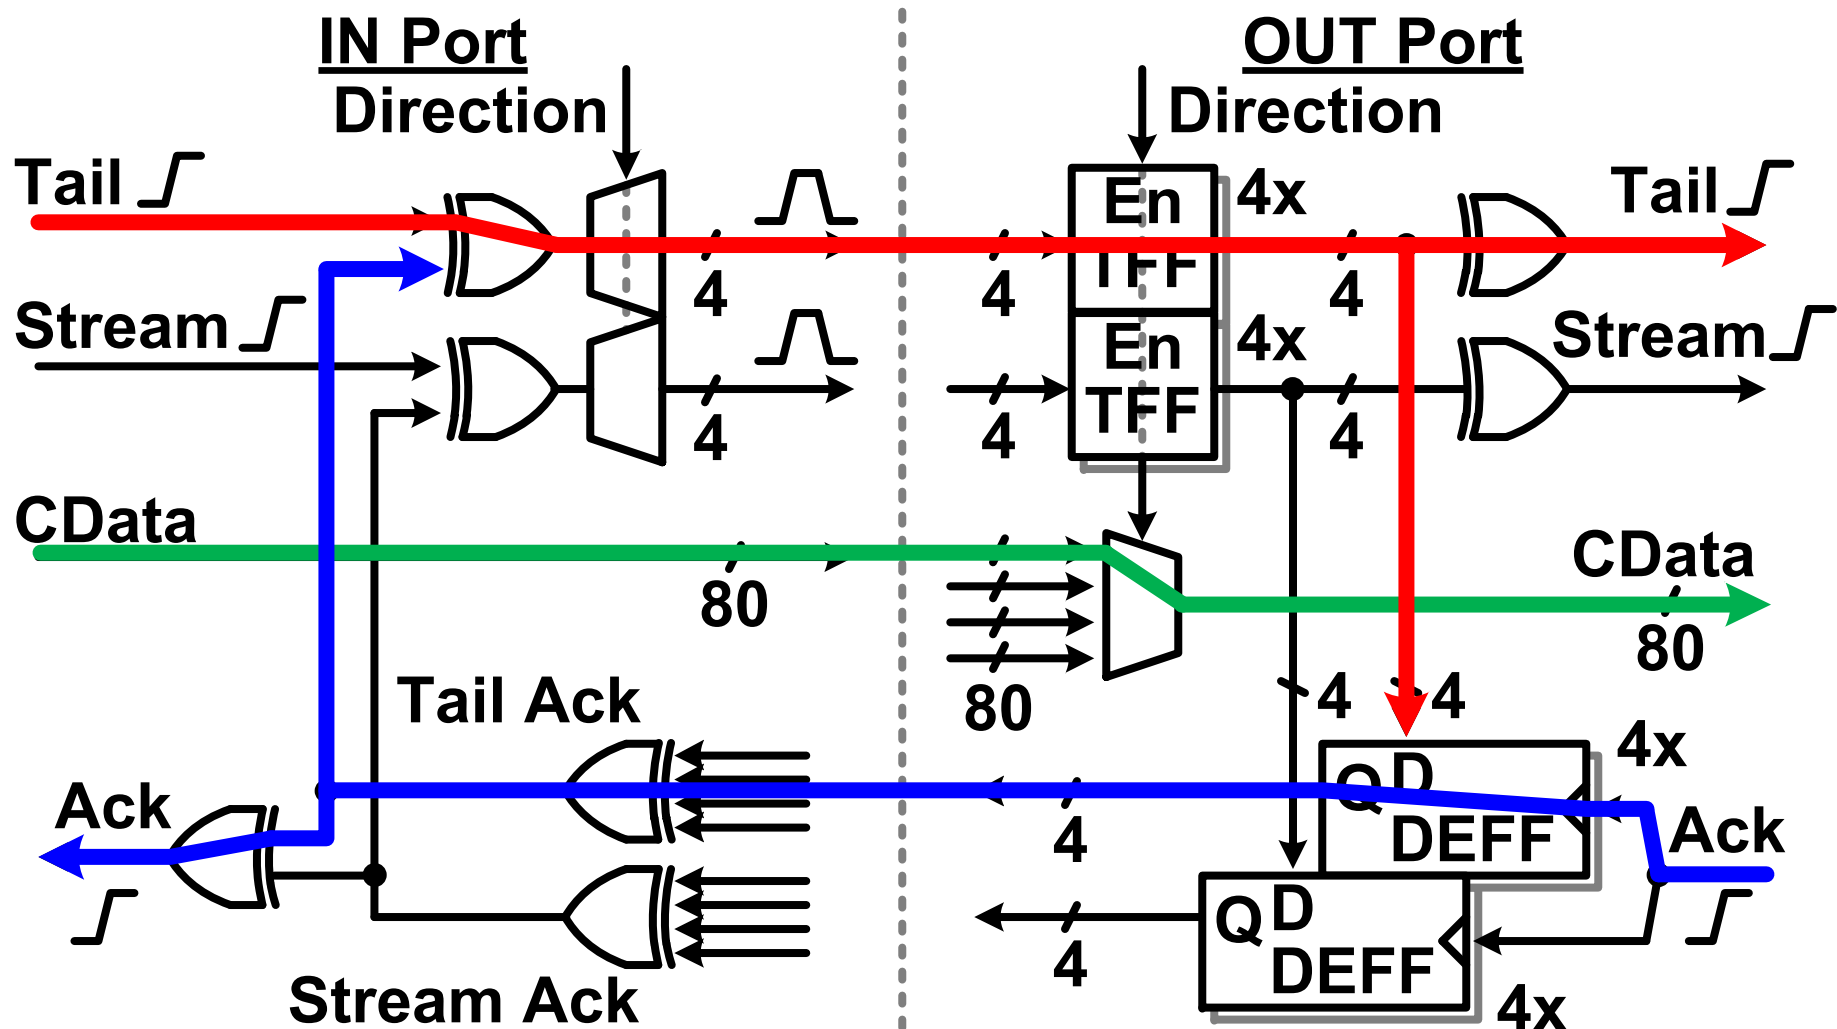 IN Port
OUT Port
Direction
Direction
Tail
En
TFF
4x
Tail
4
4
4
Stream
En
TFF
4x
Stream
4
4
4
CData
CData
80
80
80
Tail Ack
4
4
4x
Ack
Q D
DEFF
Ack
4
Q D
DEFF
4
Stream Ack
4x